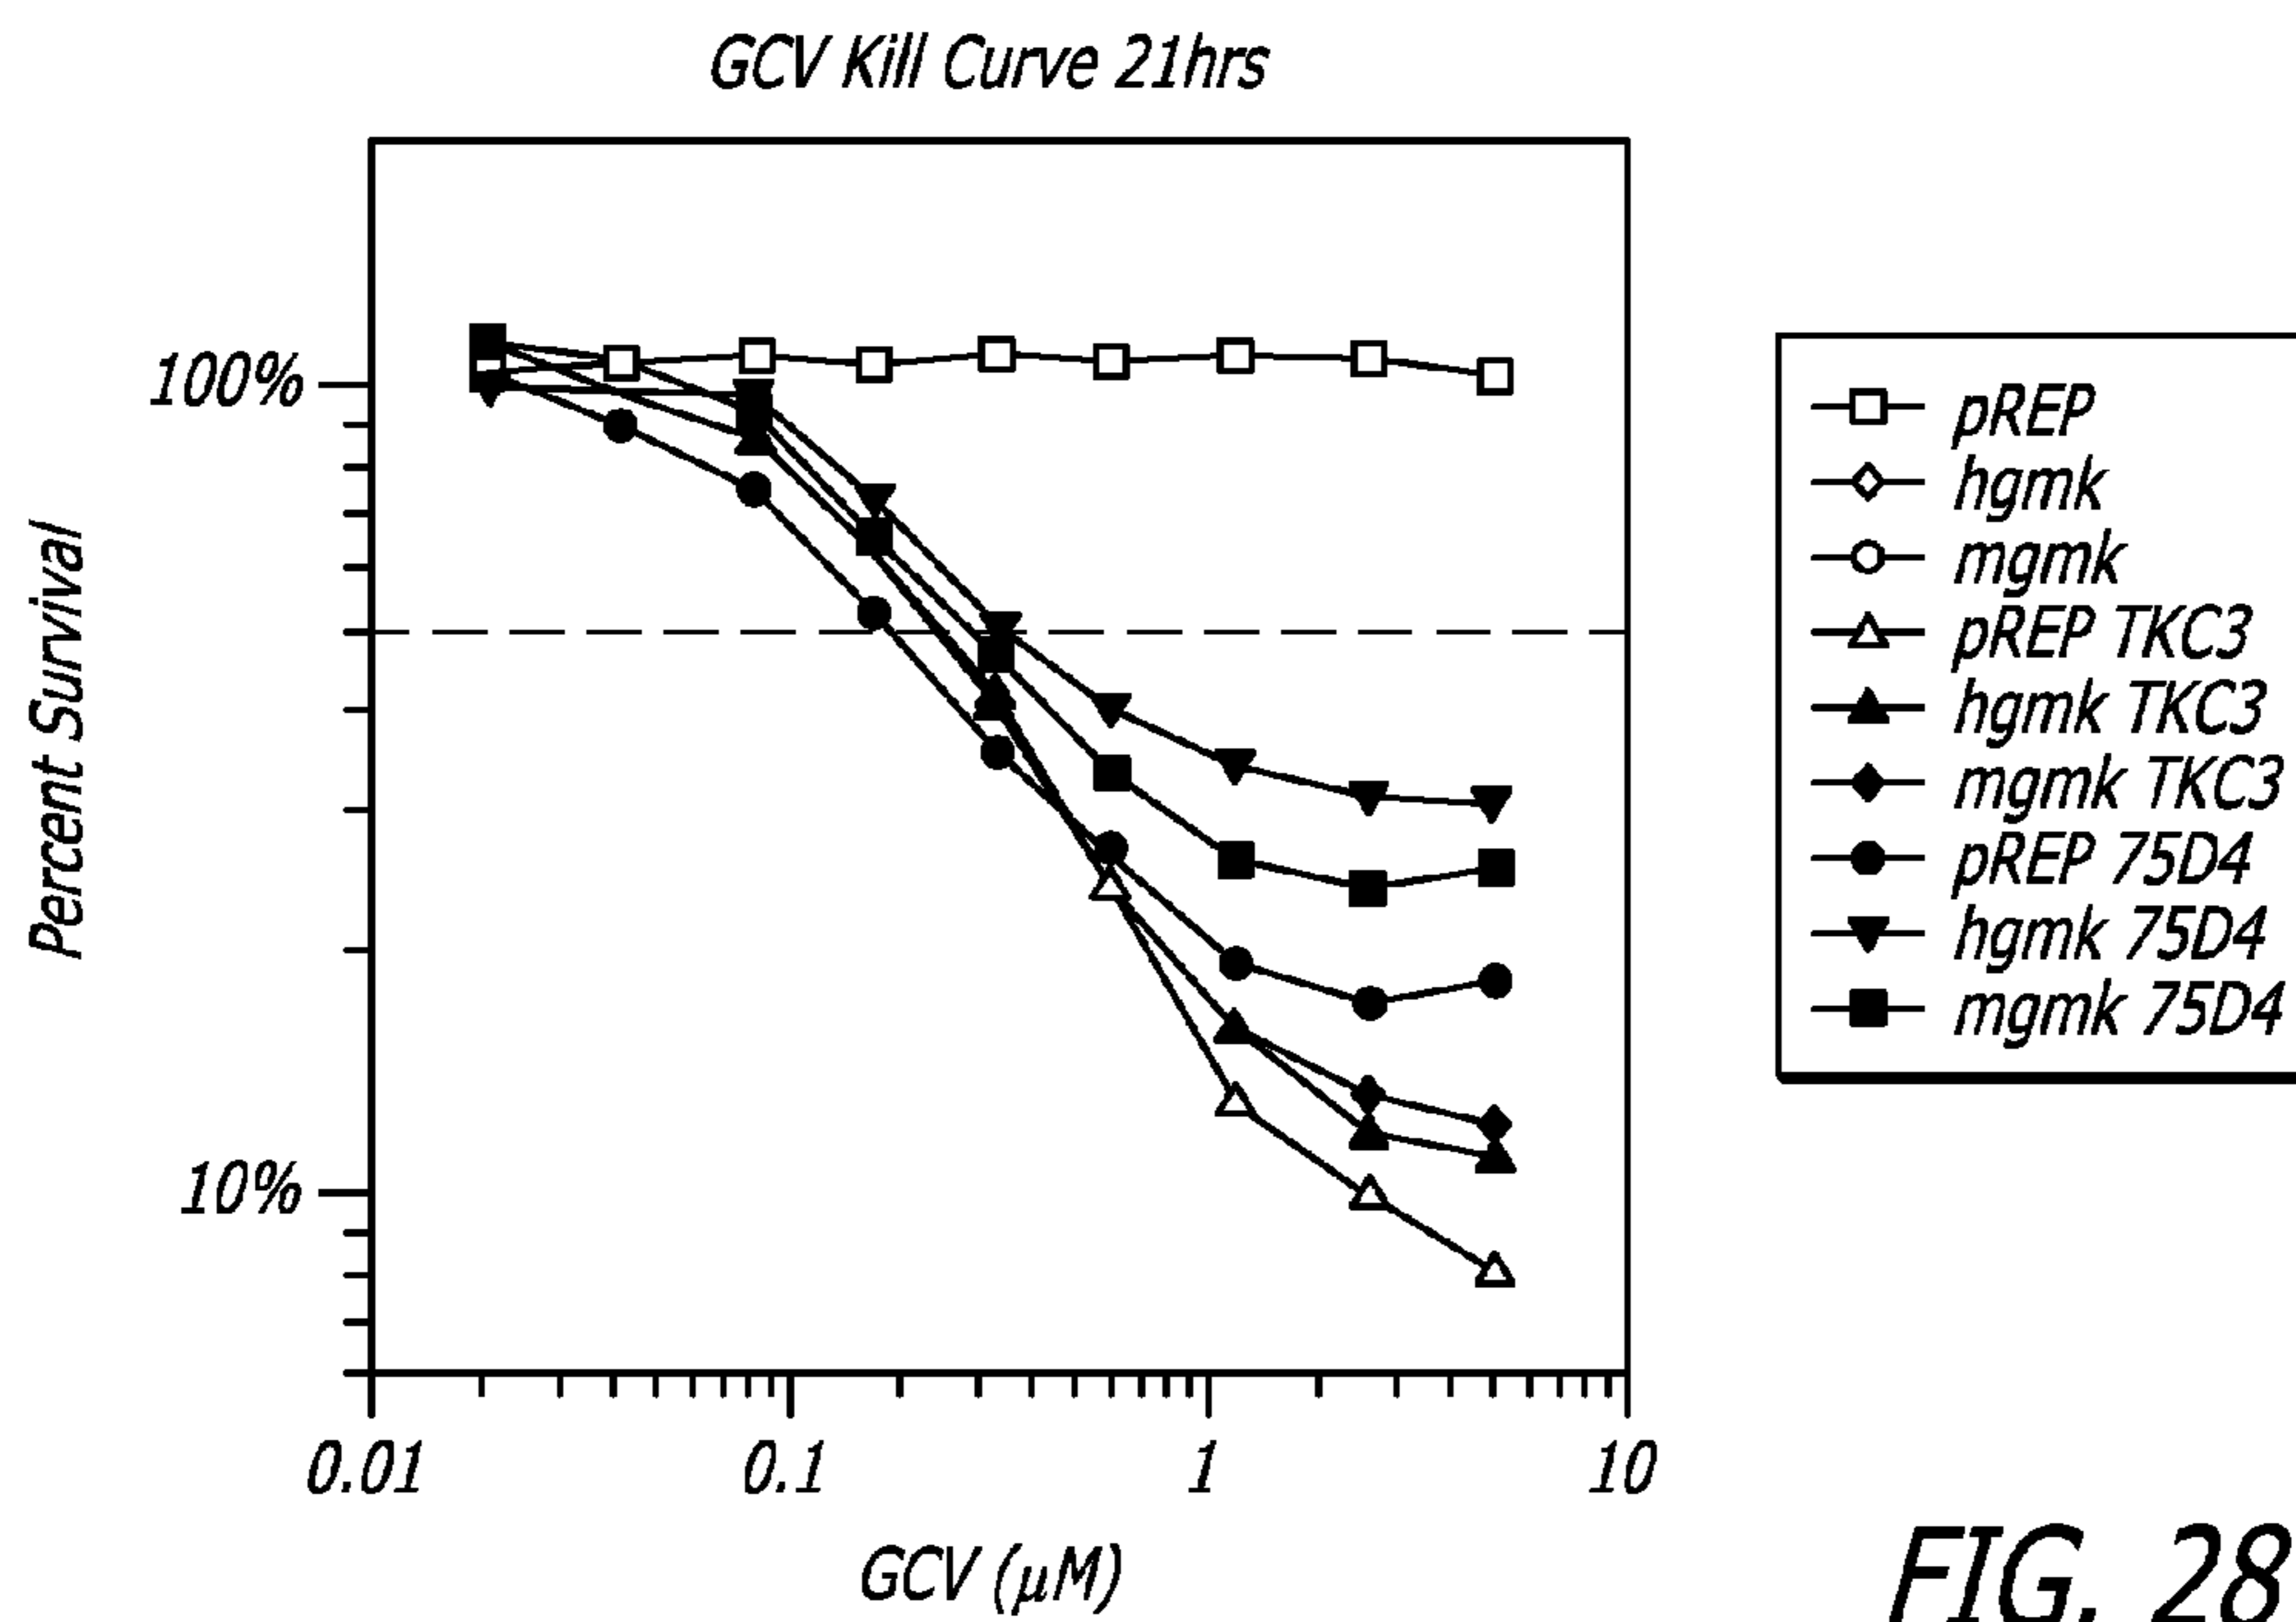 GCV Kill Curve 21hrs
Percent Survival
100%
10%
0.01
0.1
1
10
GCV (μM)
pREP
hgmk
mgmk
pREP TKC3
hgmk TKC3
mgmk TKC3
pREP 75D4
hgmk 75D4
mgmk 75D4
FIG. 28